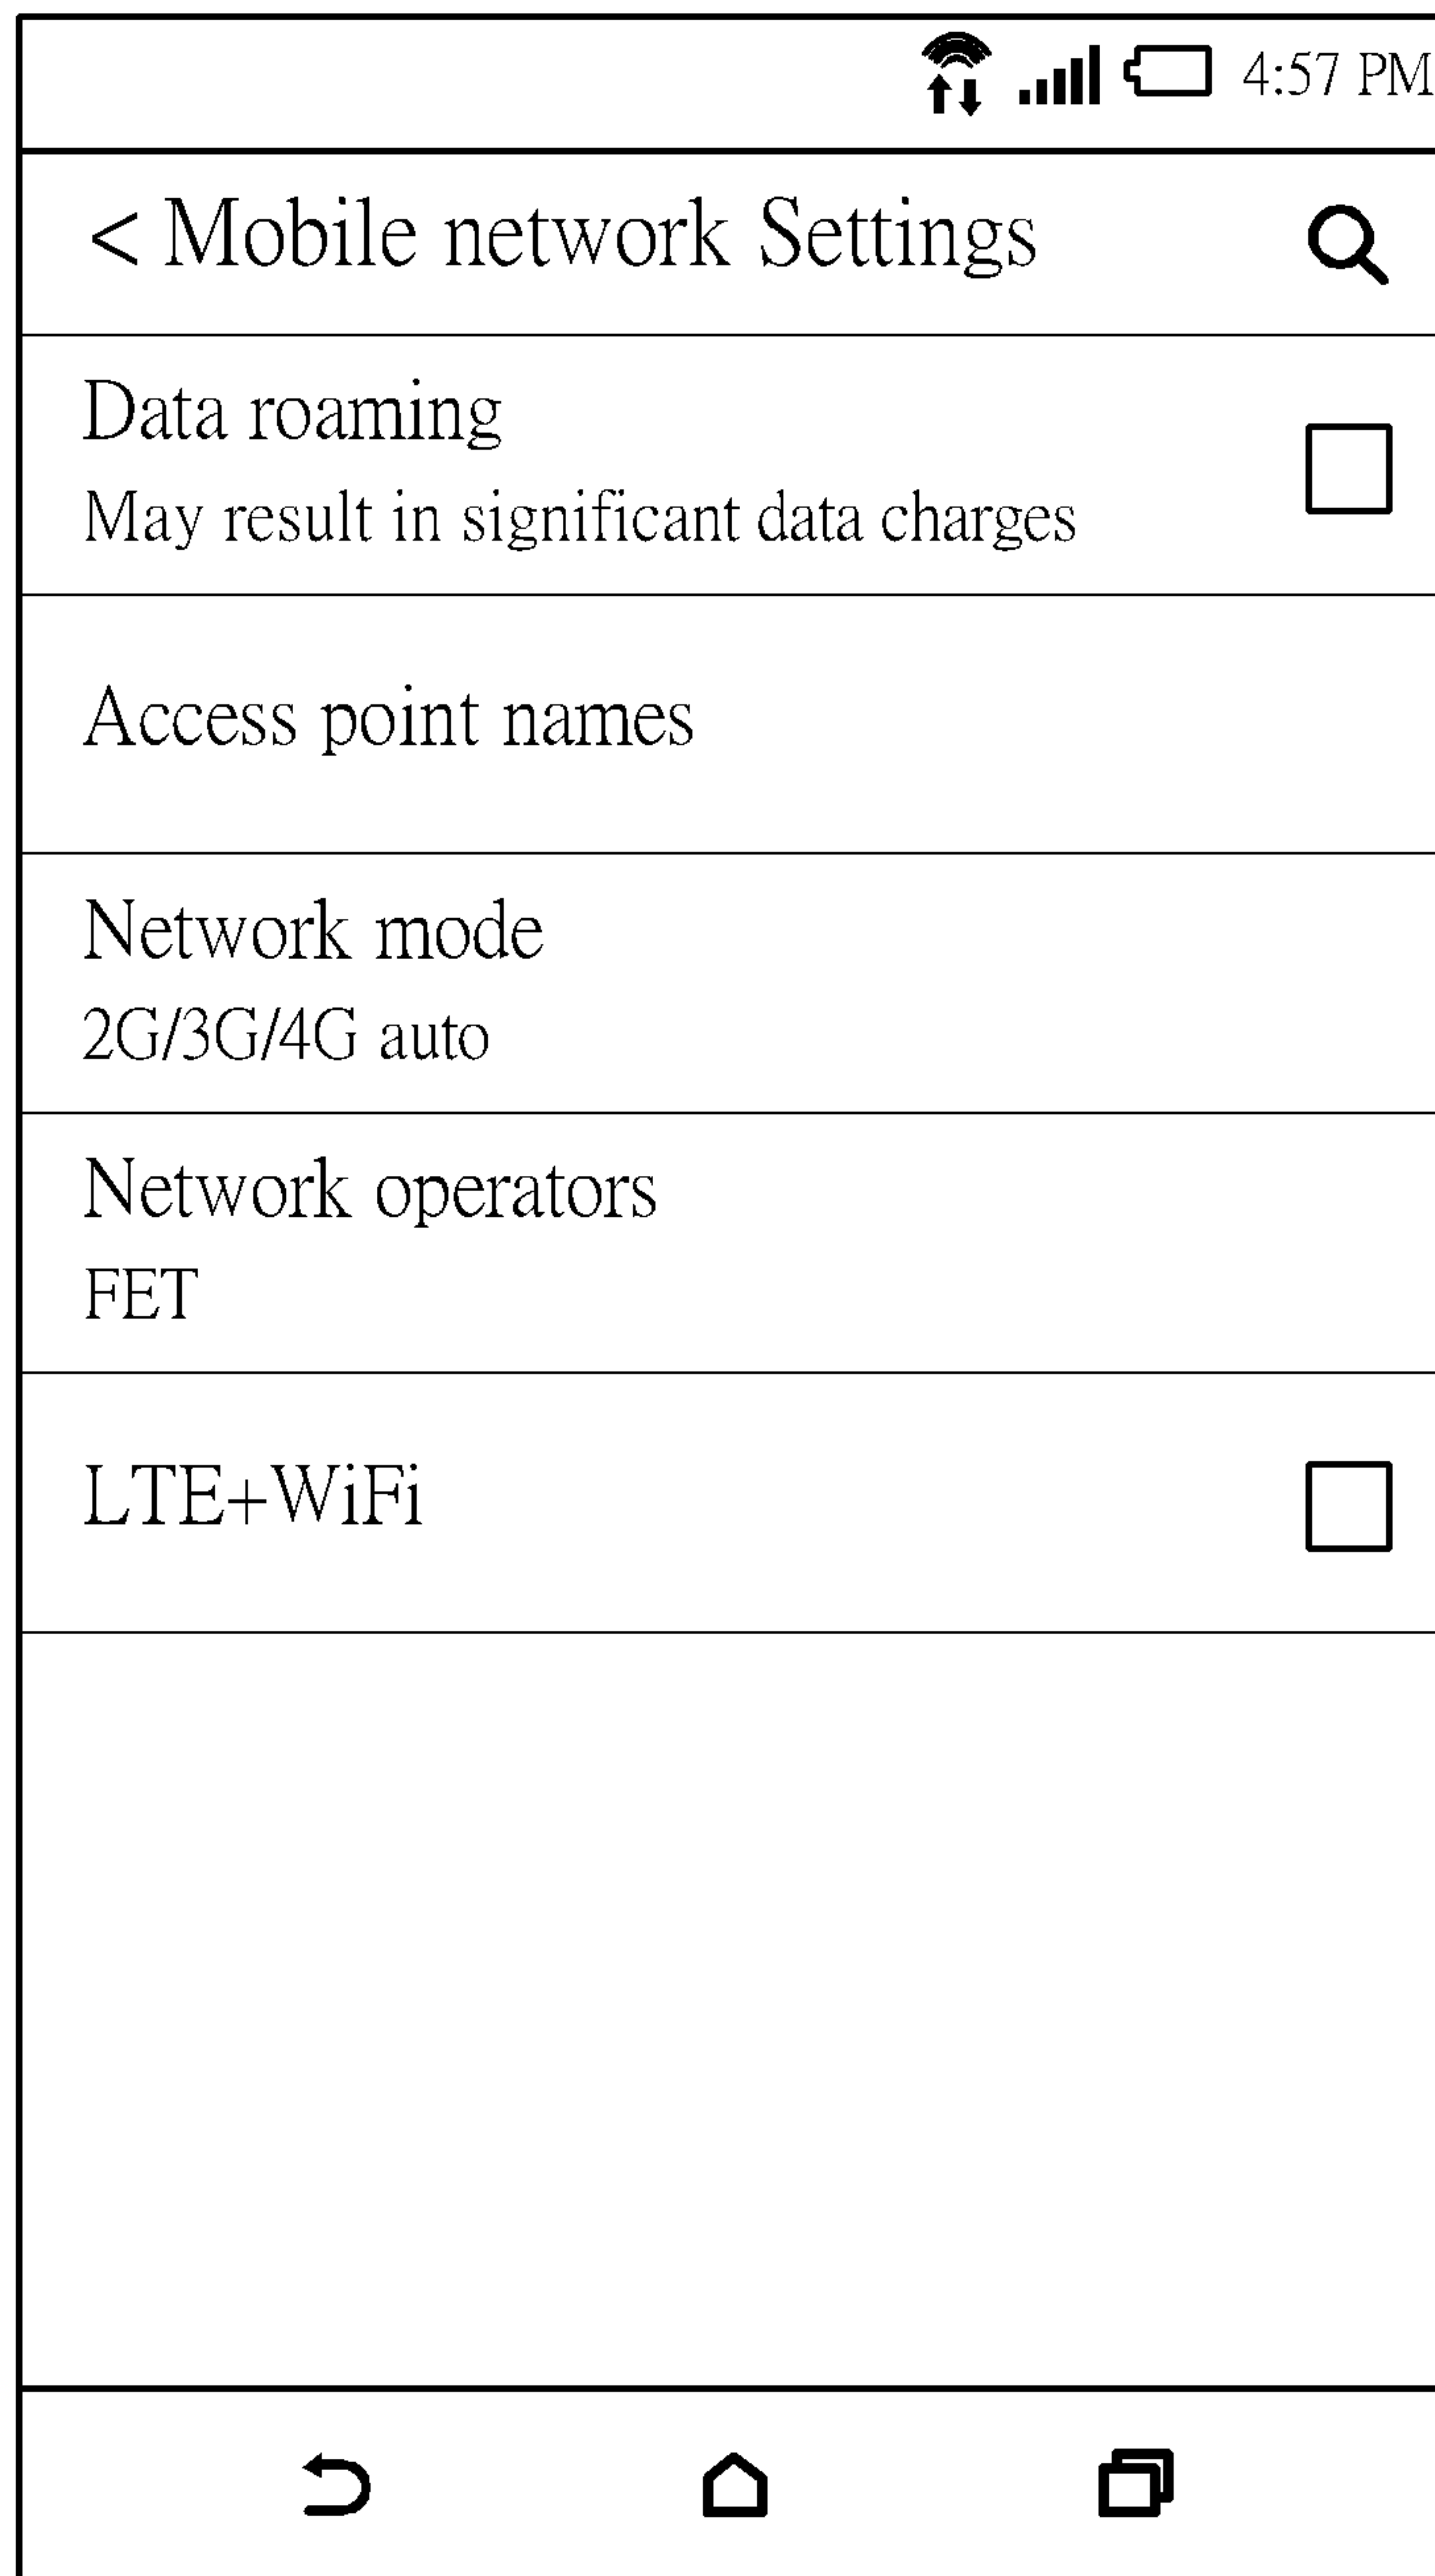 4:57 PM
< Mobile network Settings
Data roaming
May result in significant data charges
Access point names
Network mode
2G/3G/4G auto
Network operators
FET
LTE+WiFi